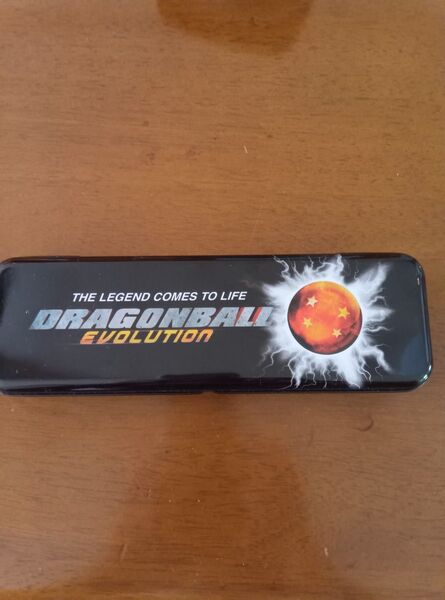 THE LEGEND COMES TO LIFE
DRAGONBALL
EVOLUTION